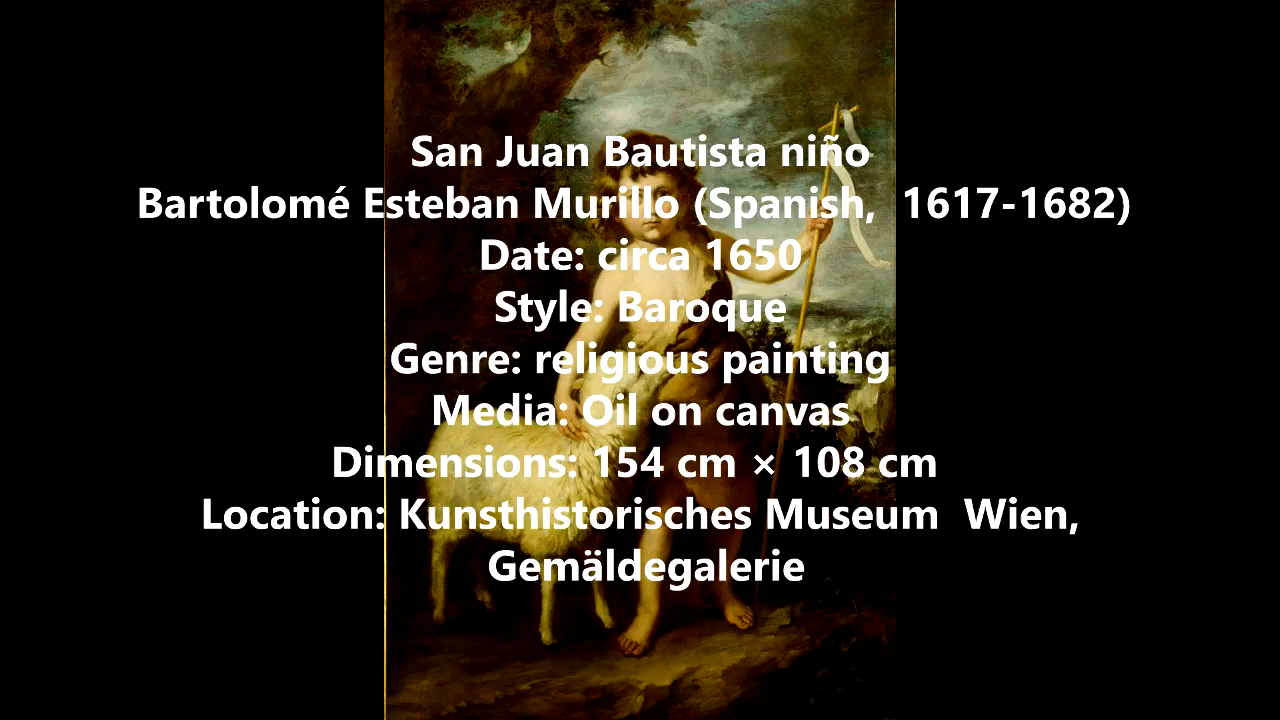 San Juan Bautista niño
Bartolomé Esteban Murillo (Spanish, 1617-1682)
Date: circa 1650
Style: Baroque
Genre: religious painting
Media: Oil on canvas
Dimensions: 154 cm × 108 cm
Location: Kunsthistorisches Museum Wien,
Gemäldegalerie